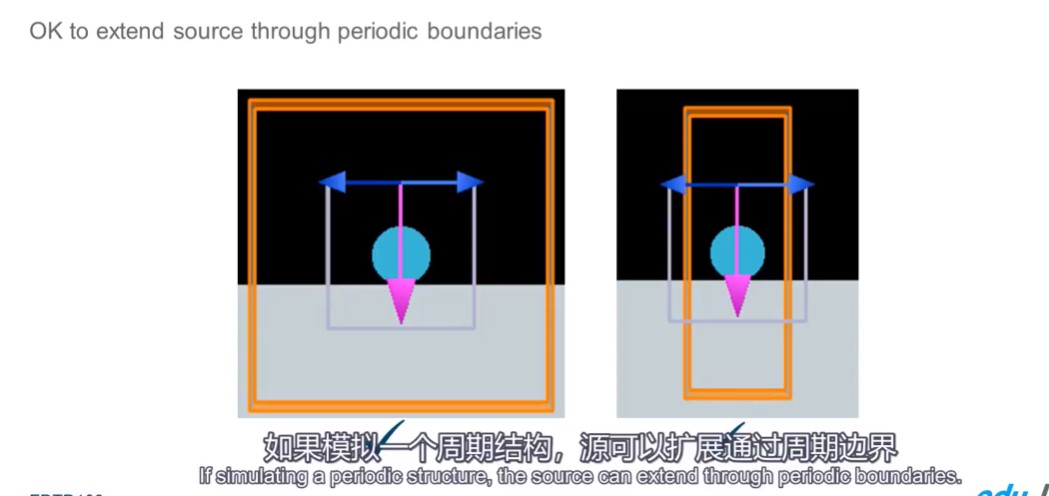 OK to extend source through periodic boundaries
如果模拟一个周期结构，源可以扩展通过周期边界
If simulating a periodic structure, the source can extend through periodic boundaries.